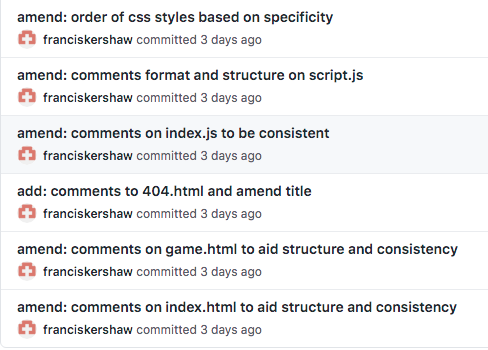 amend: order of css styles based on specificity
franciskershaw committed 3 days ago
amend: comments format and structure on script.js
franciskershaw committed 3 days ago
amend: comments on index.js to be consistent
franciskershaw committed 3 days ago
add: comments to 404.html and amend title
franciskershaw committed 3 days ago
amend: comments on game.html to aid structure and consistency
franciskershaw committed 3 days ago
amend: comments on index.html to aid structure and consistency
franciskershaw committed 3 days ago